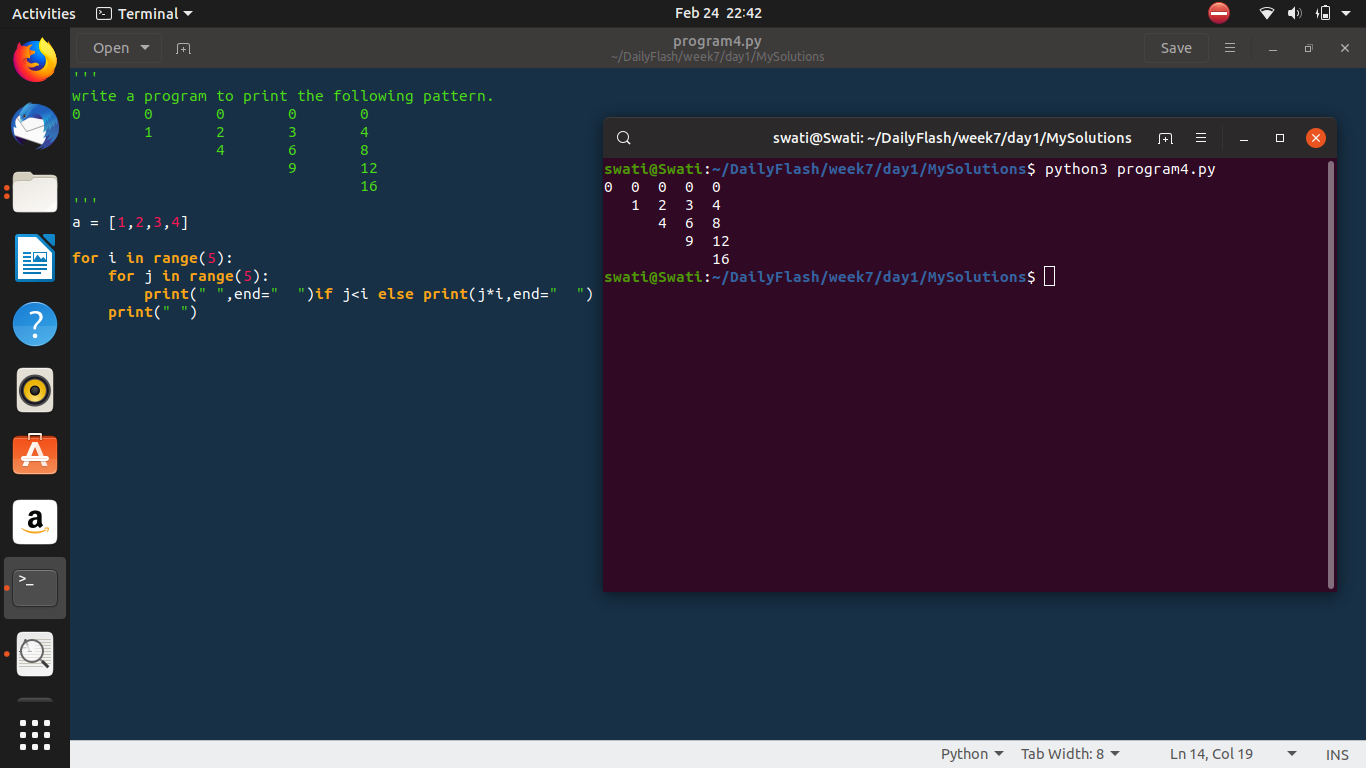 Activities Terminal Feb 24 22:42
Open program4.py Save
~/DailyFlash/week7/day1/MySolutions
'''
write a program to print the following pattern.
0 0 0 0 0
1 2 3 4
4 6 8
9 12
16
'''
a = [1,2,3,4]
for i in range(5):
    for j in range(5):
        print(" ",end="  ")if j<i else print(j*i,end="  ")
    print(" ")
swati@Swati: ~/DailyFlash/week7/day1/MySolutions
swati@Swati:~/DailyFlash/week7/day1/MySolutions$ python3 program4.py
0  0  0  0  0
   1  2  3  4
      4  6  8
         9  12
            16
swati@Swati:~/DailyFlash/week7/day1/MySolutions$
a
>_
Python Tab Width: 8 Ln 14, Col 19 INS